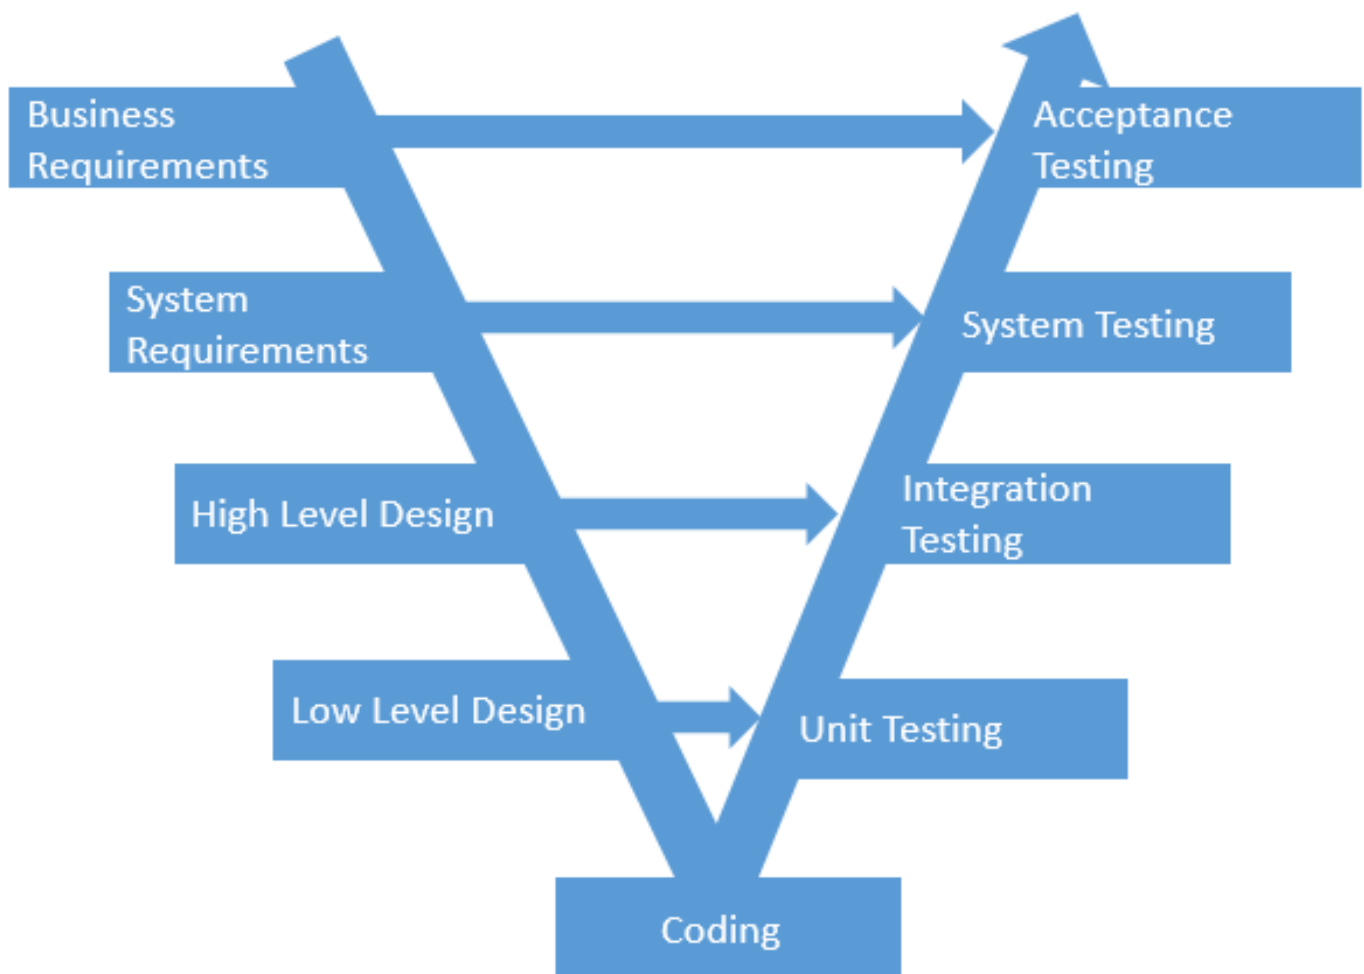 Business
Requirements
Acceptance
Testing
System
Requirements
System Testing
High Level Design
Integration
Testing
Low Level Design
Unit Testing
Coding